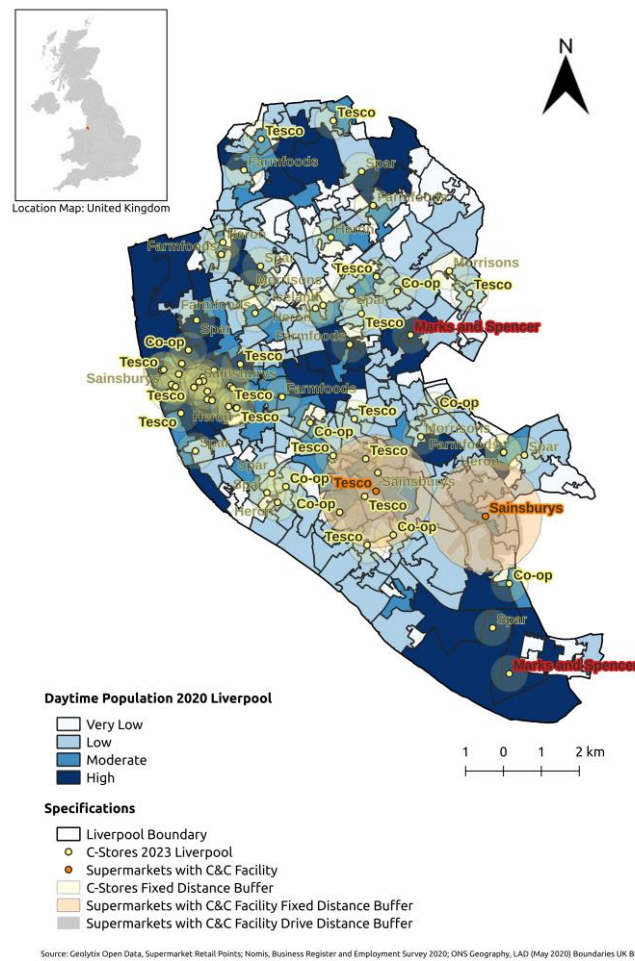 N
Location Map: United Kingdom
Tesco
Tesco
Farmfoods
Spar
Farmfoods
Heron
Heron
Farmfoods
Spar
Morrisons
Tesco
Morrisons
Co-op
Tesco
Iceland
Farmfoods
Spar
Heron
Spar
Tesco
Marks and Spencer
Farmfoods
Co-op
Tesco
Tesco
Sainsburys
Sainsburys
Tesco
Tesco
Farmfoods
Heron
Tesco
Tesco
Tesco
Co-op
Co-op
Morrisons
Farmfoods
Spar
Tesco
Spar
Heron
Tesco
Spar
Tesco
Sainsburys
Spar
Co-op
Tesco
Sainsburys
Heron
Co-op
Tesco
Co-op
Co-op
Spar
Marks and Spencer
Daytime Population 2020 Liverpool
Very Low
Low
Moderate
High
1 0 1 2 km
Specifications
Liverpool Boundary
C-Stores 2023 Liverpool
Supermarkets with C&C Facility
C-Stores Fixed Distance Buffer
Supermarkets with C&C Facility Fixed Distance Buffer
Supermarkets with C&C Facility Drive Distance Buffer
Source: Geolytix Open Data, Supermarket Retail Points; Nomis, Business Register and Employment Survey 2020; ONS Geography, LAD (May 2020) Boundaries UK B